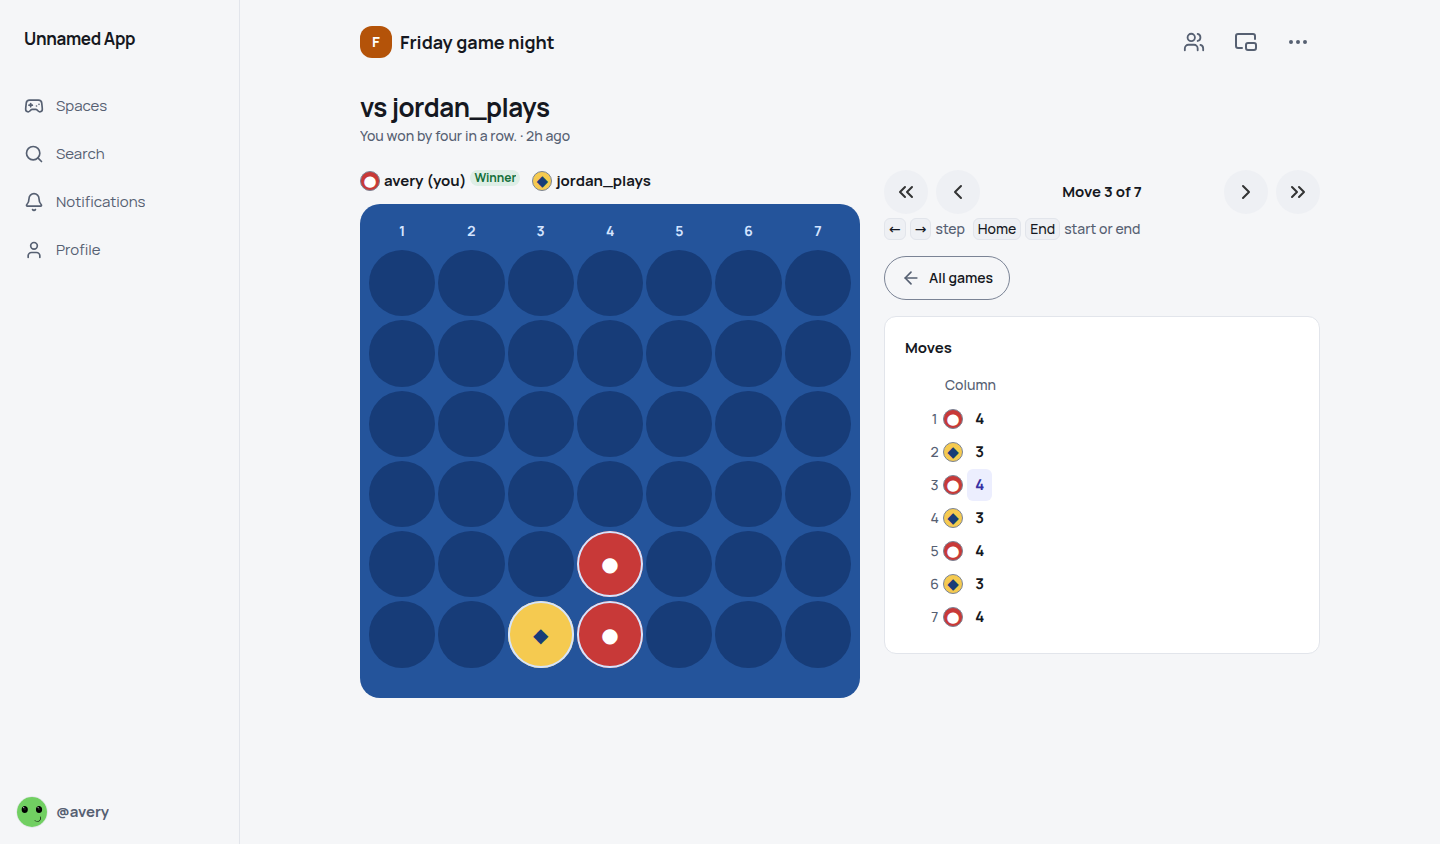 Unnamed App
Spaces
Search
Notifications
Profile
@avery
F Friday game night
vs jordan_plays
You won by four in a row. · 2h ago
avery (you) Winner jordan_plays
1 2 3 4 5 6 7
Move 3 of 7
← → step Home End start or end
All games
Moves
Column
1 4
2 3
3 4
4 3
5 4
6 3
7 4